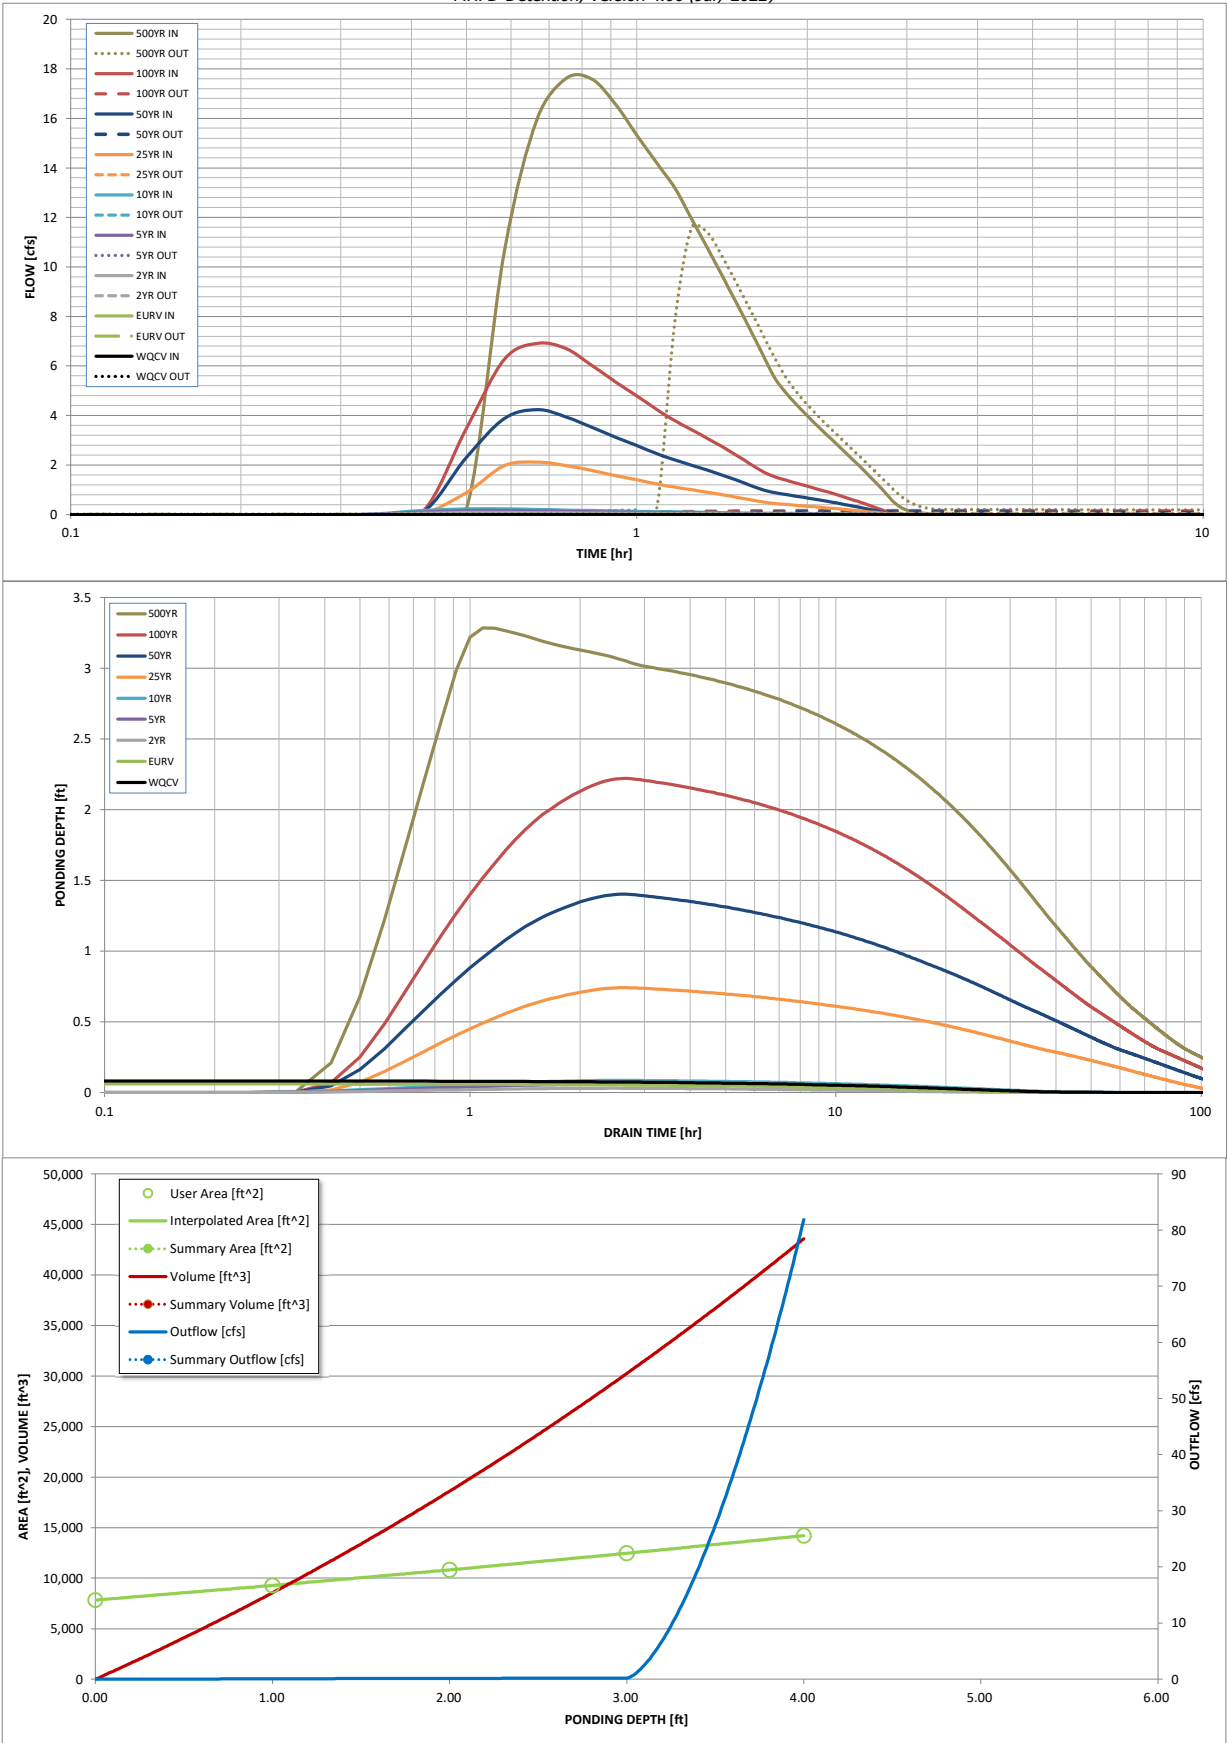 MHFD-Detention, Version 4.06 (July 2022)
20
18
16
14
12
10
8
6
4
2
0
FLOW [cfs]
500YR IN
500YR OUT
100YR IN
100YR OUT
50YR IN
50YR OUT
25YR IN
25YR OUT
10YR IN
10YR OUT
5YR IN
5YR OUT
2YR IN
2YR OUT
EURV IN
EURV OUT
WQCV IN
WQCV OUT
0.1
1
10
TIME [hr]
3.5
3
2.5
2
1.5
1
0.5
0
PONDING DEPTH [ft]
500YR
100YR
50YR
25YR
10YR
5YR
2YR
EURV
WQCV
0.1
1
10
100
DRAIN TIME [hr]
50,000
45,000
40,000
35,000
30,000
25,000
20,000
15,000
10,000
5,000
0
AREA [ft^2], VOLUME [ft^3]
User Area [ft^2]
Interpolated Area [ft^2]
Summary Area [ft^2]
Volume [ft^3]
Summary Volume [ft^3]
Outflow [cfs]
Summary Outflow [cfs]
90
80
70
60
50
40
30
20
10
0
OUTFLOW [cfs]
0.00
1.00
2.00
3.00
4.00
5.00
6.00
PONDING DEPTH [ft]